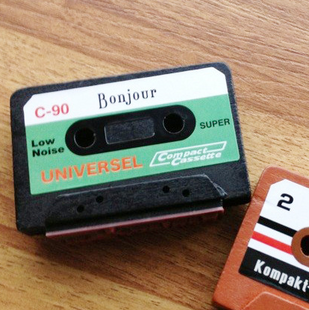 C-90 Bonjour
Low
Noise
SUPER
UNIVERSEL
Compact
Cassette
2
Kompakt-